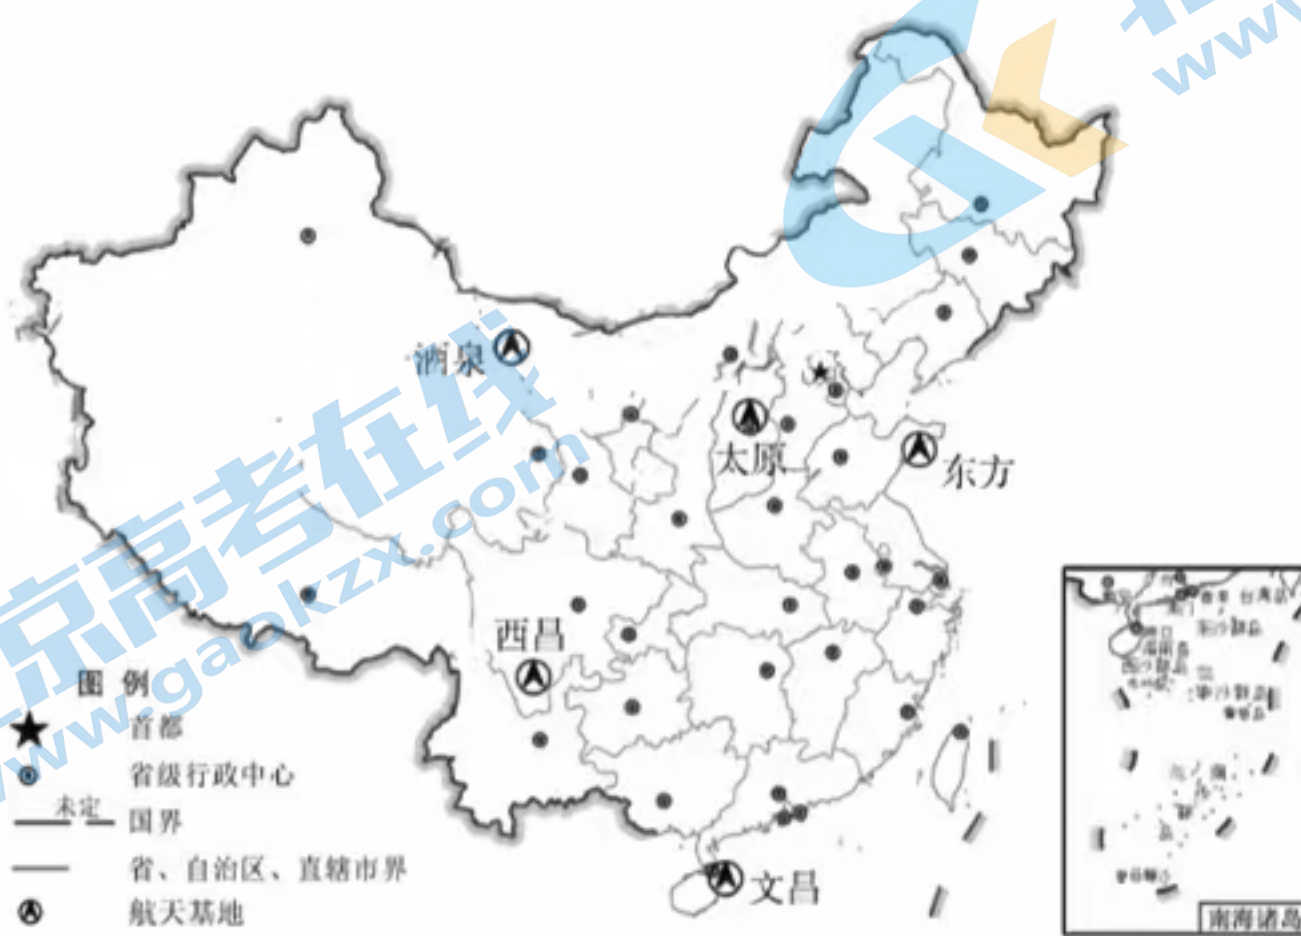 www
酒泉
太原
东方
西昌
文昌
京高考在线
www.gaokzx.com
图 例
首都
省级行政中心
未定
国界
省、自治区、直辖市界
航天基地
南海诸岛